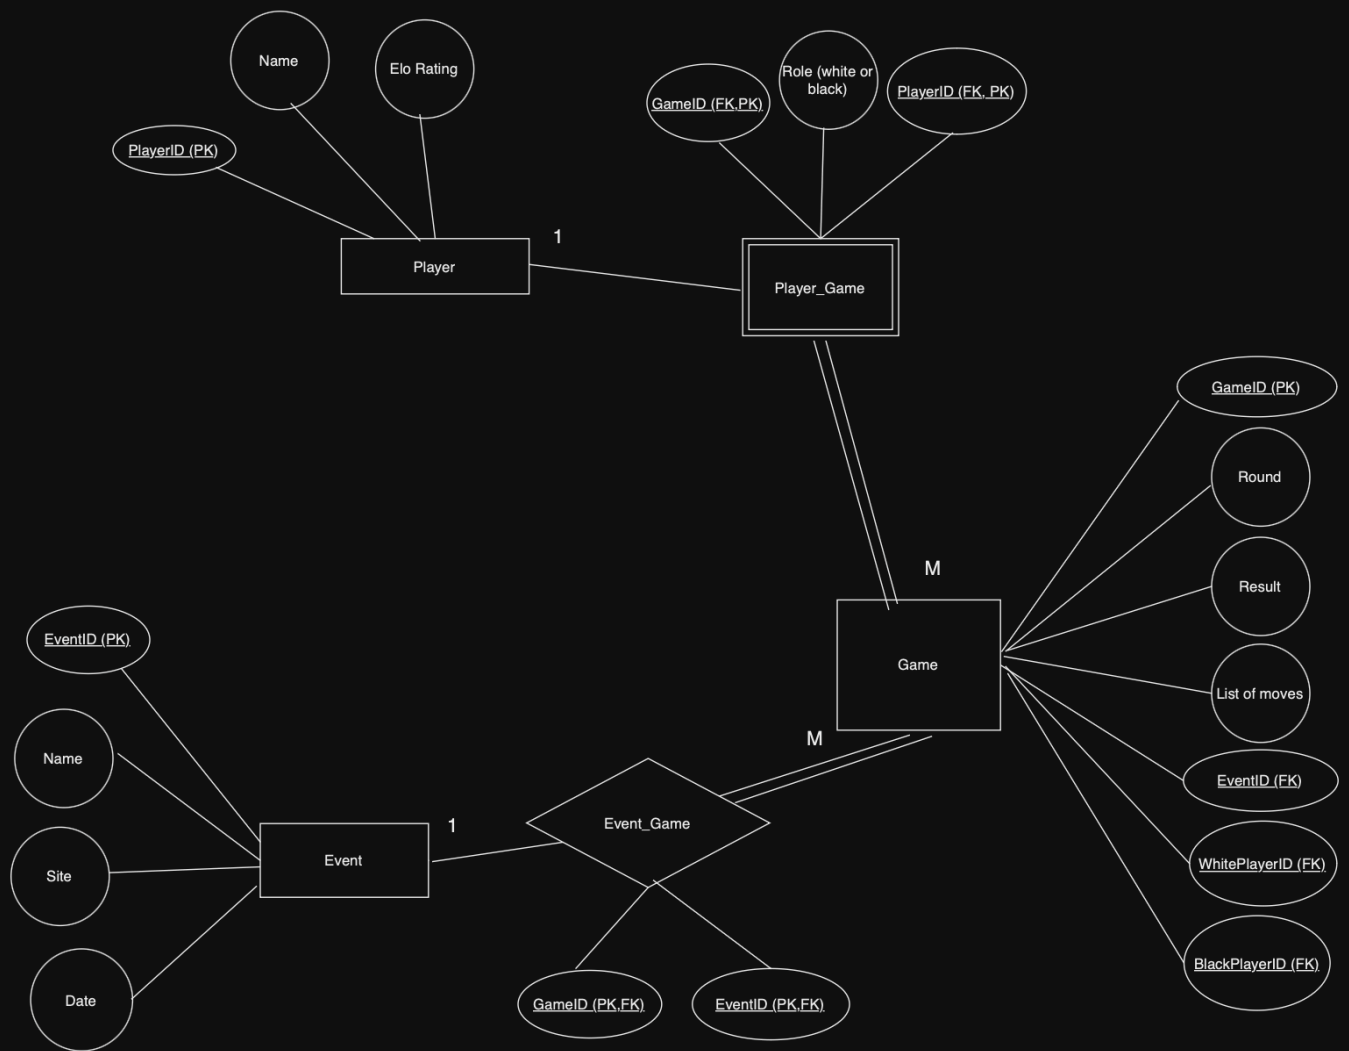 Name
Elo Rating
PlayerID (PK)
Player
1
GameID (FK,PK)
Role (white or
black)
PlayerID (FK, PK)
Player_Game
M
Game
GameID (PK)
Round
Result
List of moves
EventID (FK)
WhitePlayerID (FK)
BlackPlayerID (FK)
M
Event_Game
1
EventID (PK)
Name
Site
Date
Event
GameID (PK,FK)
EventID (PK,FK)